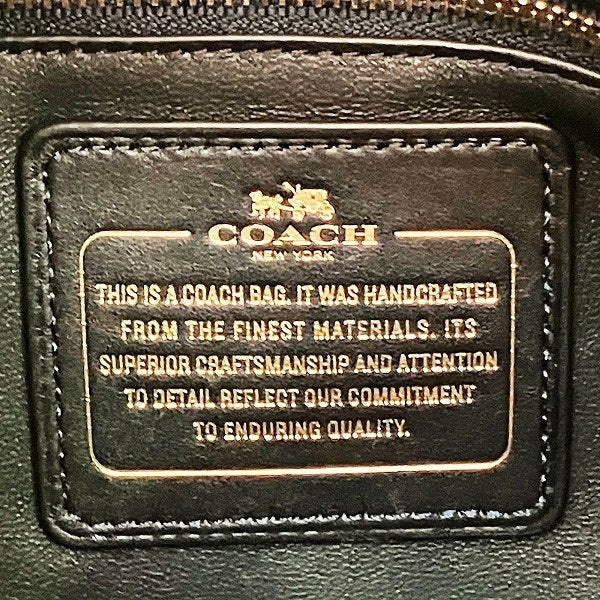 COACH
NEW YORK
THIS IS A COACH BAG. IT WAS HANDCRAFTED
FROM THE FINEST MATERIALS. ITS
SUPERIOR CRAFTSMANSHIP AND ATTENTION
TO DETAIL REFLECT OUR COMMITMENT
TO ENDURING QUALITY.